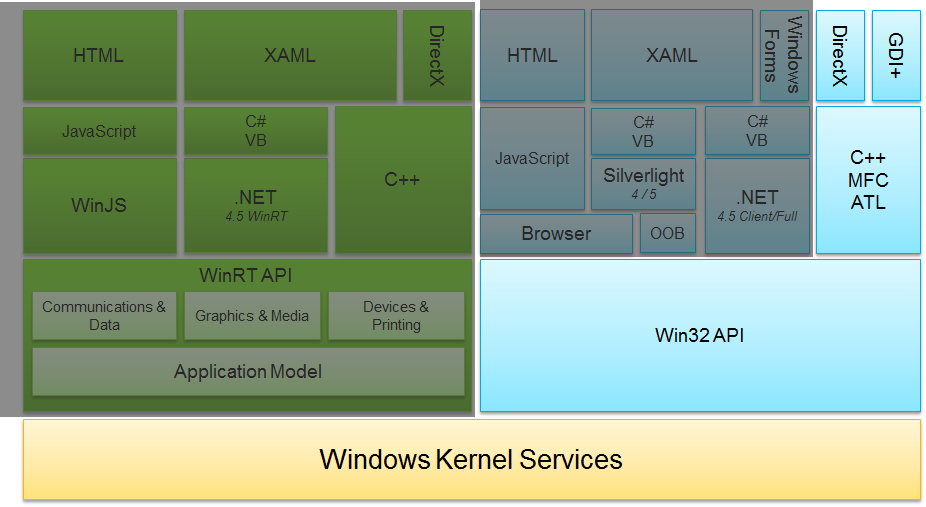 HTML
XAML
DirectX
JavaScript
C#
VB
C++
WinJS
.NET
4.5 WinRT
WinRT API
Communications &
Data
Graphics & Media
Devices &
Printing
Application Model
HTML
XAML
Windows
Forms
DirectX
GDI+
JavaScript
C#
VB
C#
VB
Silverlight
4 / 5
.NET
4.5 Client/Full
Browser
OOB
C++
MFC
ATL
Win32 API
Windows Kernel Services